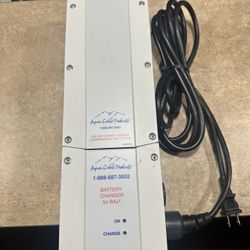 Aqua Creek Products
1-888-687-3552
Aqua Creek Products
1-888-687-3552
BATTERY
CHARGER
for BAJ1
ON
CHARGE